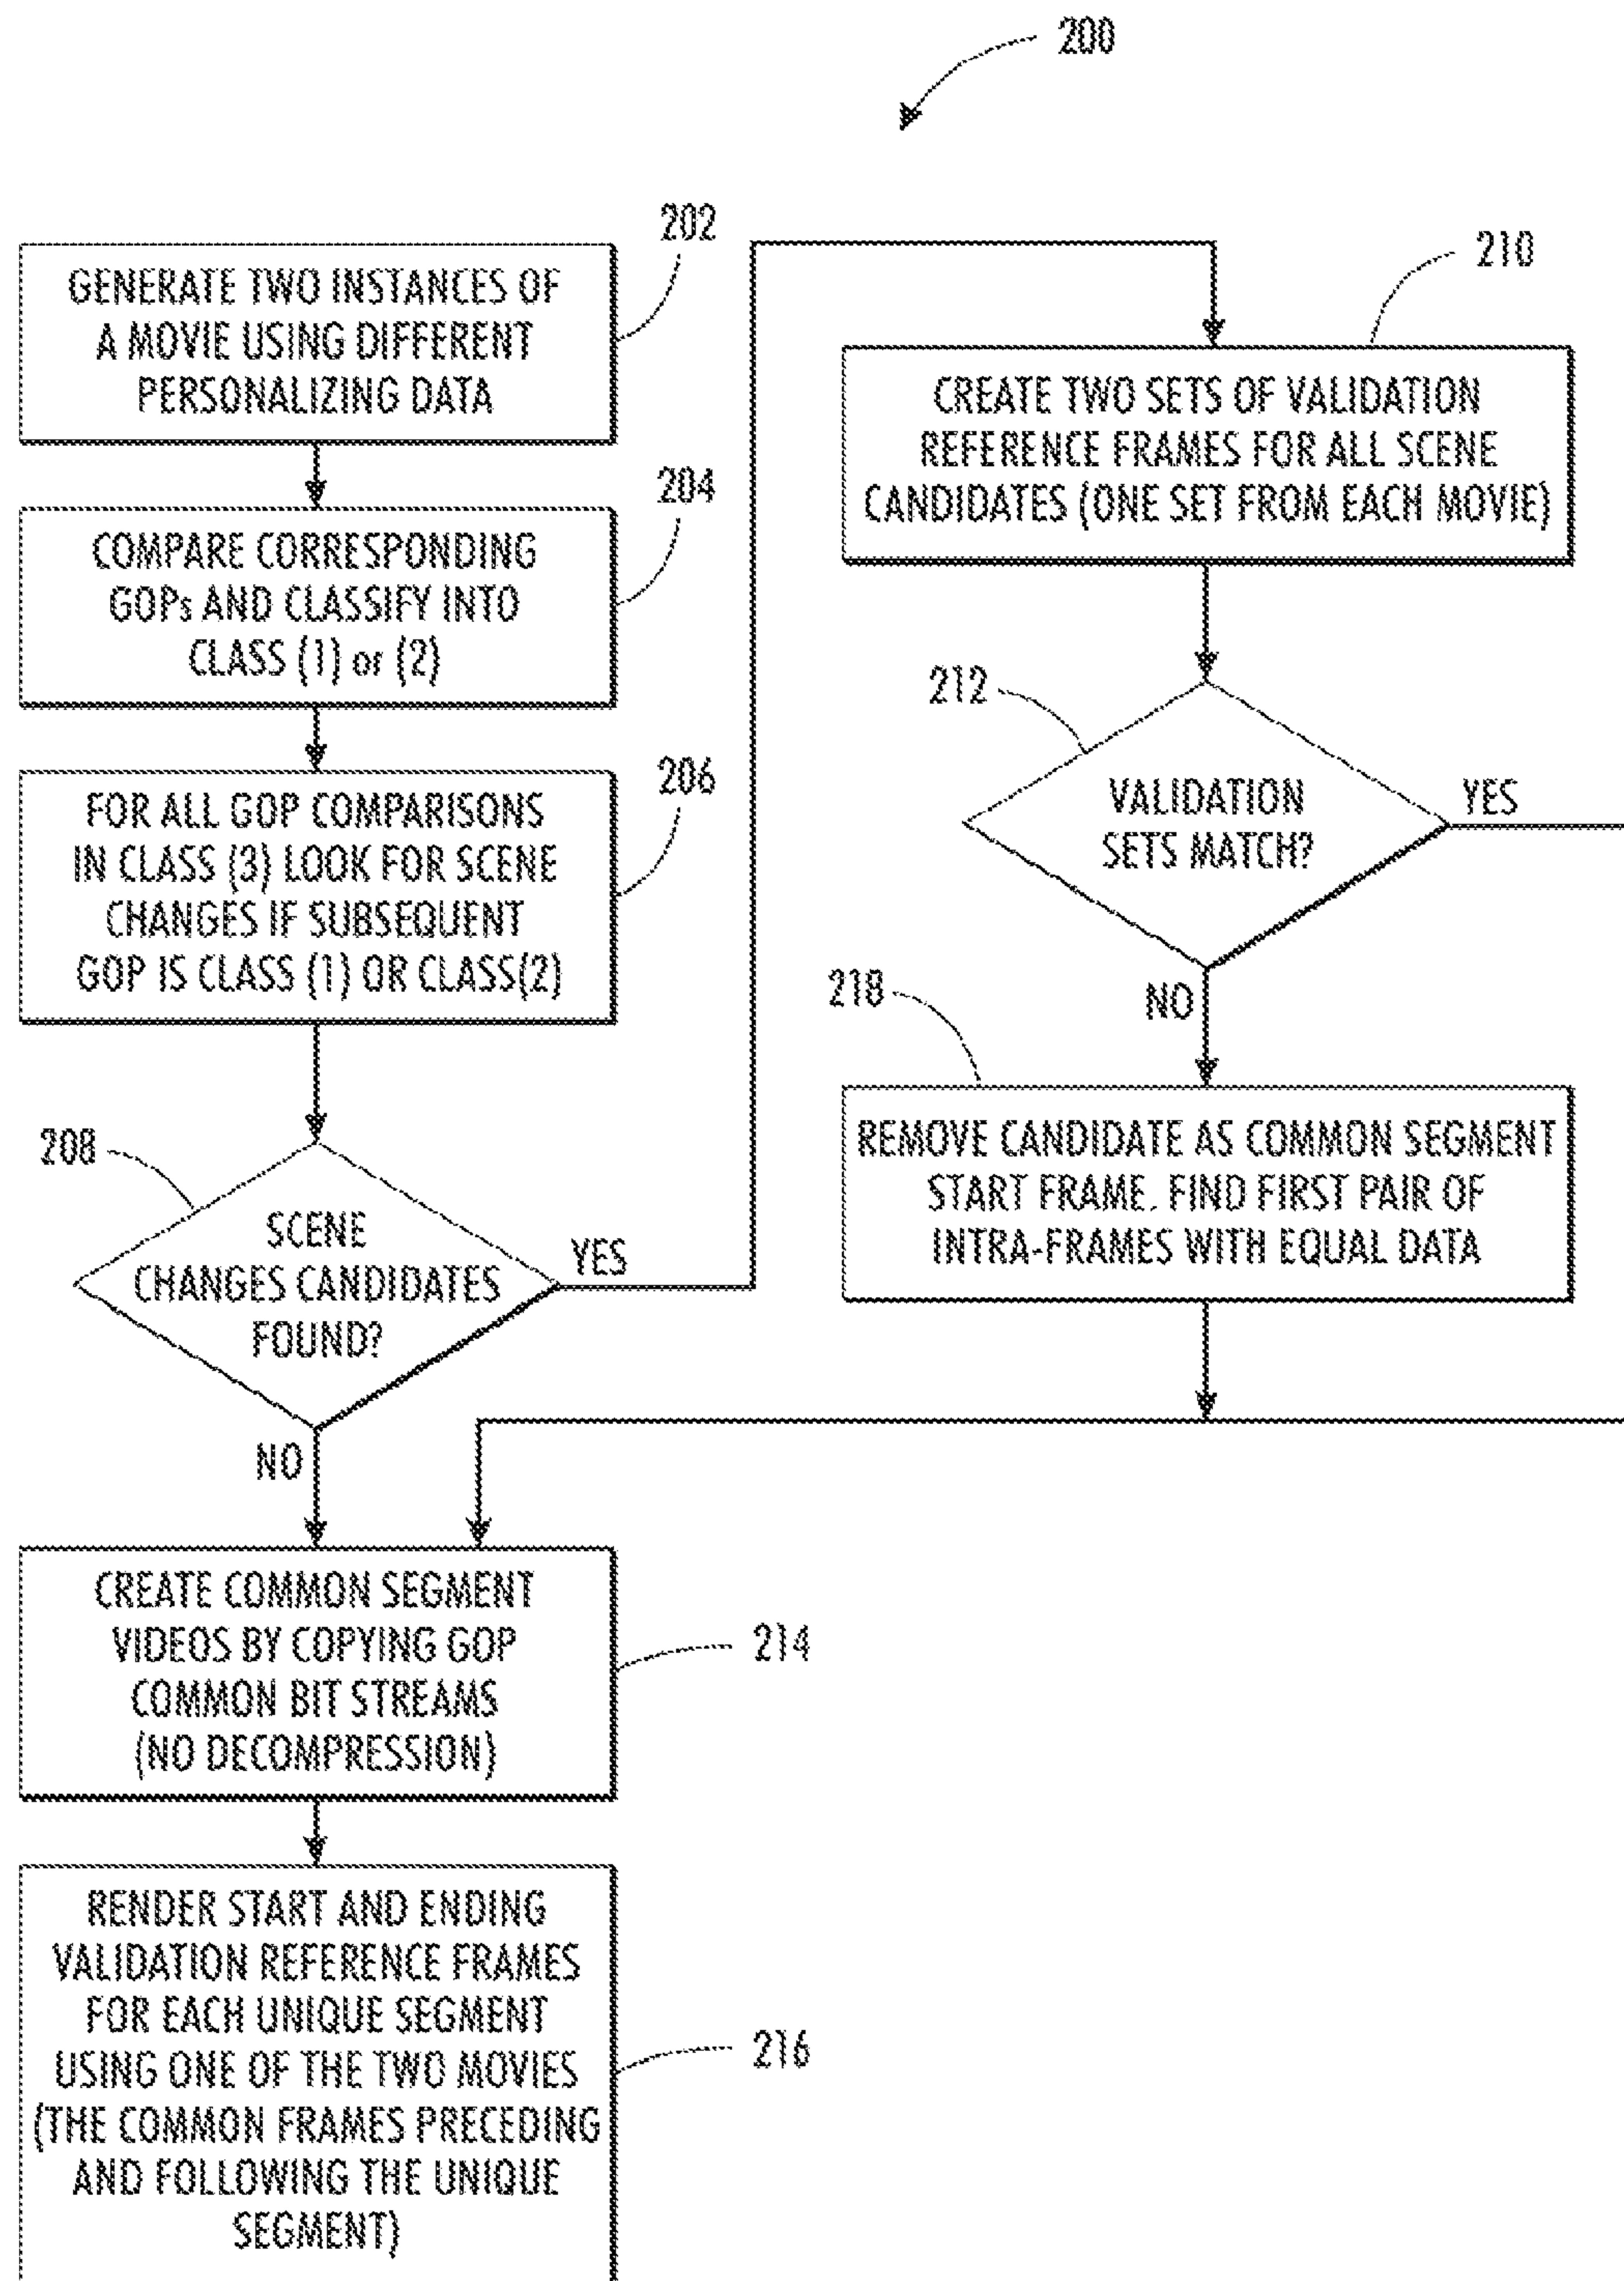 200
202
GENERATE TWO INSTANCES OF
A MOVIE USING DIFFERENT
PERSONALIZING DATA
204
COMPARE CORRESPONDING
GOPs AND CLASSIFY INTO
CLASS (1) or (2)
206
FOR ALL GOP COMPARISONS
IN CLASS (3) LOOK FOR SCENE
CHANGES IF SUBSEQUENT
GOP IS CLASS (1) OR CLASS(2)
208
SCENE
CHANGES CANDIDATES
FOUND?
YES
NO
210
CREATE TWO SETS OF VALIDATION
REFERENCE FRAMES FOR ALL SCENE
CANDIDATES (ONE SET FROM EACH MOVIE)
212
VALIDATION
SETS MATCH?
YES
NO
218
REMOVE CANDIDATE AS COMMON SEGMENT
START FRAME. FIND FIRST PAIR OF
INTRA-FRAMES WITH EQUAL DATA
CREATE COMMON SEGMENT
VIDEOS BY COPYING GOP
COMMON BIT STREAMS
(NO DECOMPRESSION)
214
RENDER START AND ENDING
VALIDATION REFERENCE FRAMES
FOR EACH UNIQUE SEGMENT
USING ONE OF THE TWO MOVIES
(THE COMMON FRAMES PRECEDING
AND FOLLOWING THE UNIQUE
SEGMENT)
216